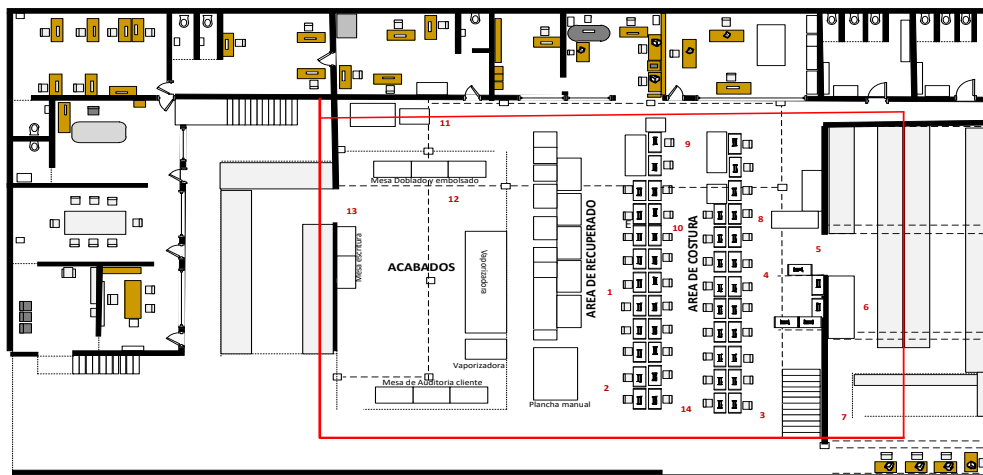 11
9
Mesa Doblado y embolsado
12
13
8
10
E
AREA DE RECUPERADO
AREA DE COSTURA
Mesa escritura
ACABADOS
Vaporizadora
5
4
1
6
Vaporizadora
Mesa de Auditoria cliente
Plancha manual
2
14
3
7